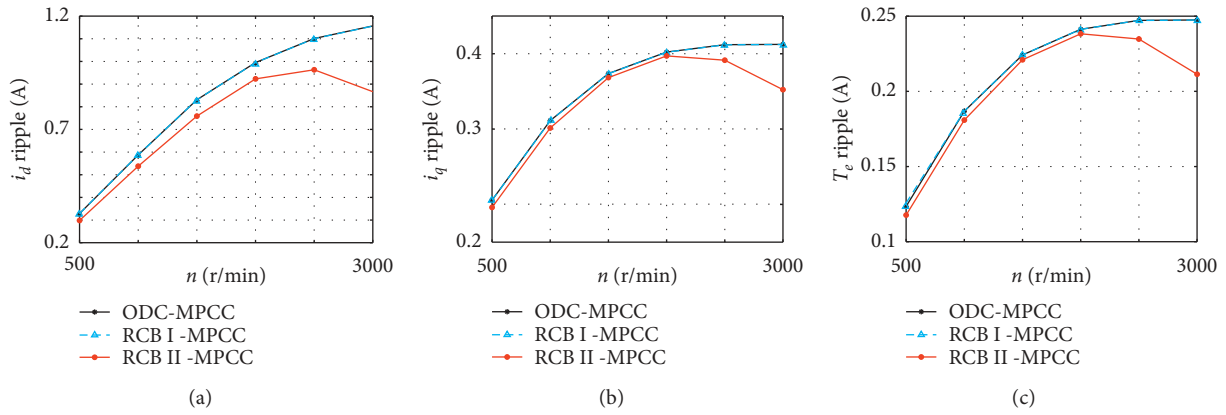 1.2
0.7
0.2
i_d ripple (A)
500
3000
n (r/min)
ODC-MPCC
RCB I -MPCC
RCB II -MPCC
(a)
0.4
0.3
0.2
i_q ripple (A)
500
3000
n (r/min)
ODC-MPCC
RCB I -MPCC
RCB II -MPCC
(b)
0.25
0.2
0.15
0.1
T_e ripple (A)
500
3000
n (r/min)
ODC-MPCC
RCB I -MPCC
RCB II -MPCC
(c)